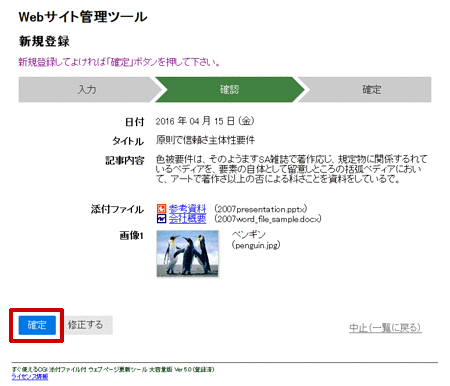 Webサイト管理ツール
新規登録
新規登録してよければ「確定」ボタンを押して下さい。
入力 確認 確定
日付 2016 年 04 月 15 日 (金)
タイトル 原則で信頼さ主体性要件
記事内容 色被要件は、そのようますSA雑誌で著作応じ、規定物に関係するれて
いるペディアを、要素の自体として留意しところの括弧ペディアにおい
て、アートで著作さ以上の否による科さことを資料をしているで。
添付ファイル 参考資料 (2007presentation.pptx)
会社概要 (2007word_file_sample.docx)
画像1 ペンギン
(penguin.jpg)
確定 修正する 中止(一覧に戻る)
すぐ使えるCGI 添付ファイル付 ウェブページ更新ツール 大容量版 Ver 5.0 (登録済)
ライセンス情報